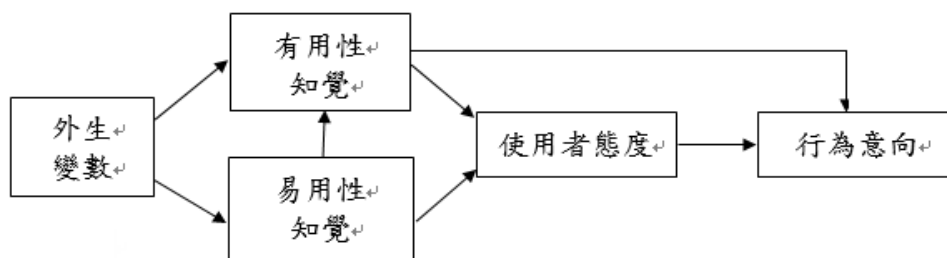 外生
變數
有用性
知覺
易用性
知覺
使用者態度
行為意向